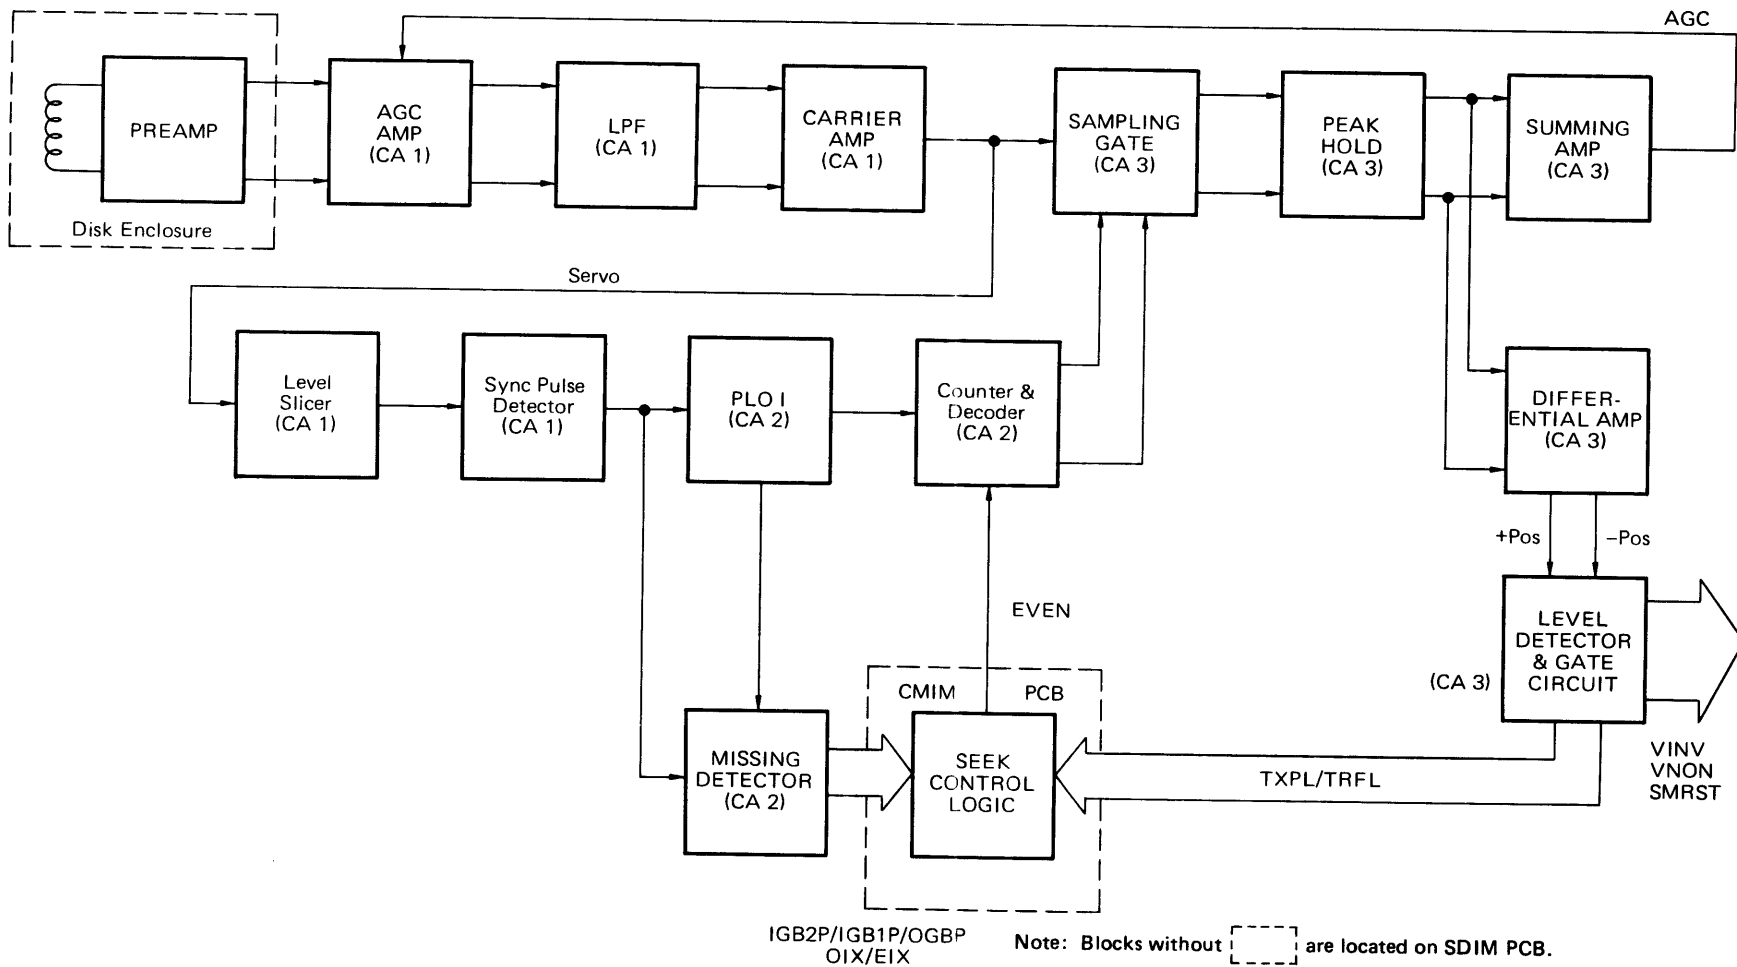 AGC
PREAMP
Disk Enclosure
AGC
AMP
(CA 1)
LPF
(CA 1)
CARRIER
AMP
(CA 1)
SAMPLING
GATE
(CA 3)
PEAK
HOLD
(CA 3)
SUMMING
AMP
(CA 3)
Servo
Level
Slicer
(CA 1)
Sync Pulse
Detector
(CA 1)
PLO I
(CA 2)
Counter &
Decoder
(CA 2)
DIFFER-
ENTIAL AMP
(CA 3)
+Pos
–Pos
EVEN
LEVEL
DETECTOR
& GATE
CIRCUIT
(CA 3)
CMIM PCB
MISSING
DETECTOR
(CA 2)
SEEK
CONTROL
LOGIC
TXPL/TRFL
VINV
VNON
SMRST
IGB2P/IGB1P/OGBP
OIX/EIX
Note: Blocks without are located on SDIM PCB.